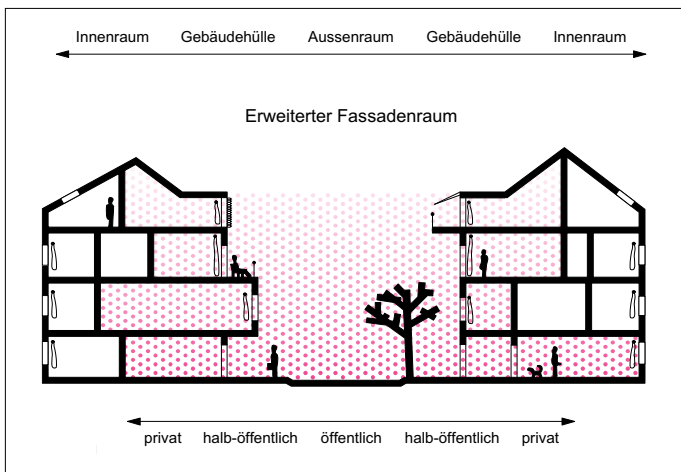 Innenraum Gebäudehülle Aussenraum Gebäudehülle Innenraum
Erweiterter Fassadenraum
privat halb-öffentlich öffentlich halb-öffentlich privat